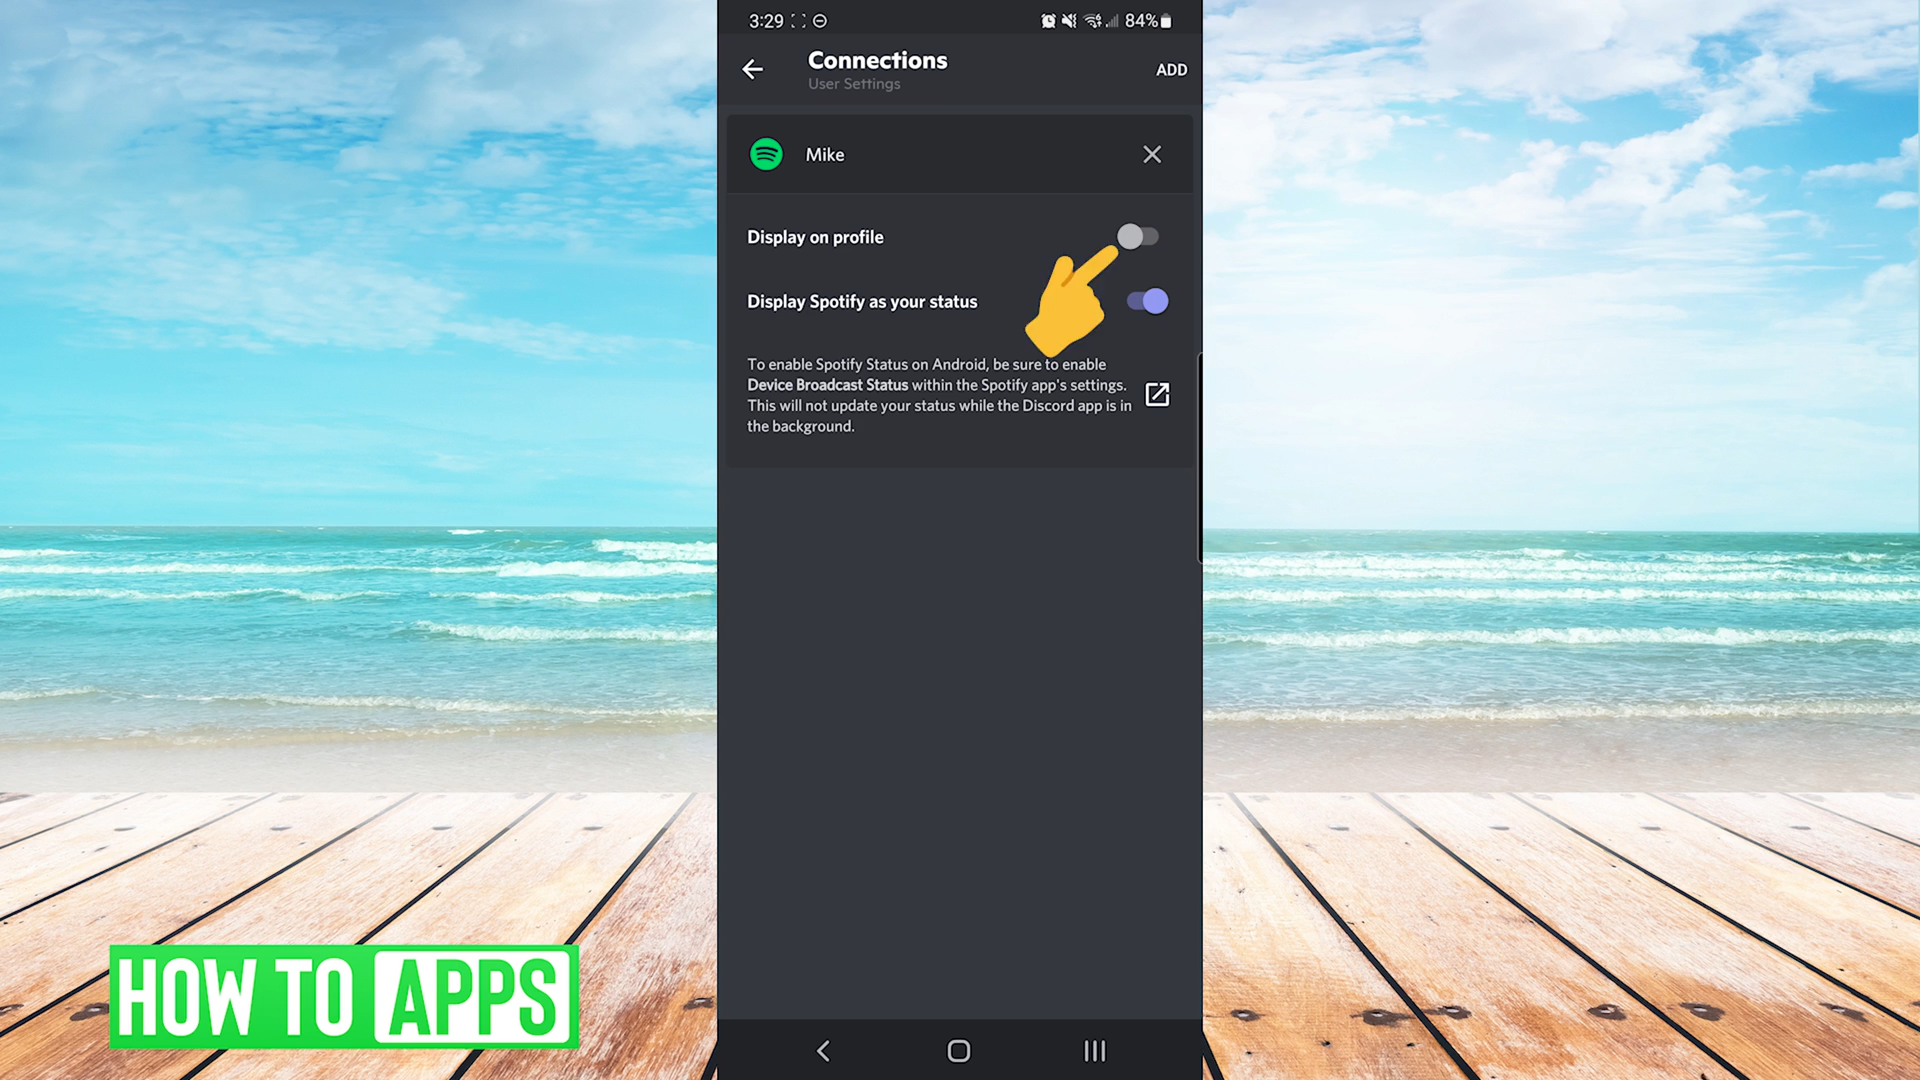 3:29
84%
Connections
User Settings
ADD
Mike
Display on profile
Display Spotify as your status
To enable Spotify Status on Android, be sure to enable
Device Broadcast Status within the Spotify app's settings.
This will not update your status while the Discord app is in
the background.
HOW TO APPS